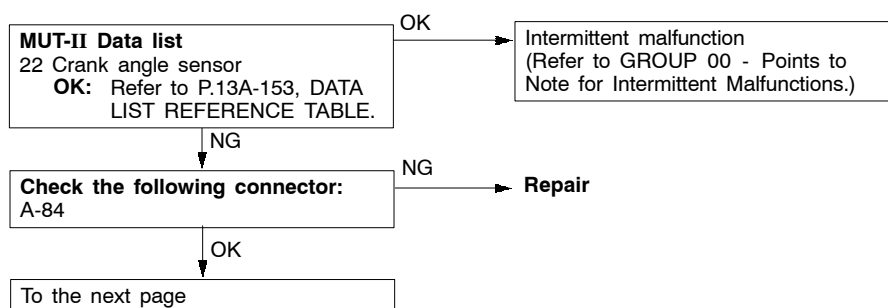 MUT-II Data list
22 Crank angle sensor
OK: Refer to P.13A-153, DATA
LIST REFERENCE TABLE.
OK
Intermittent malfunction
(Refer to GROUP 00 - Points to
Note for Intermittent Malfunctions.)
NG
Check the following connector:
A-84
NG
Repair
OK
To the next page